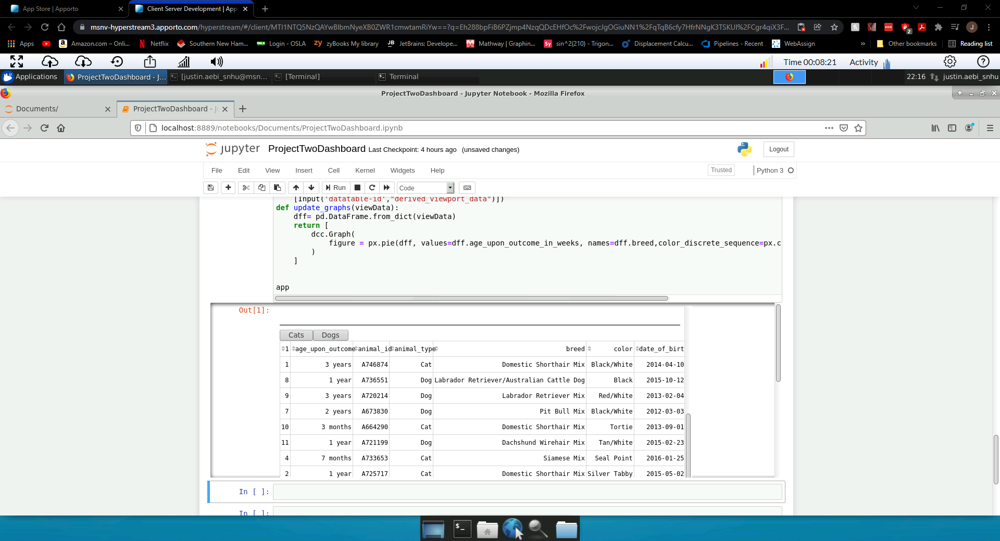 App Store | Apporto
Client Server Development | App
msnv-hyperstream3.apporto.com/hyperstream/#/client/MTI1NTQ5NzQAYwBlbmNyeXB0ZWR1cmwtamRiYw==?q=Eh288bpFiB6PZjmp4NzqQDcEHfOc%2FwojcJgOGiuNN1%2FqTqB6cfy7HfrNNgK3TSKUl%2FCgr4qiX3F...
2
J
Apps
Amazon.com – Onli...
Netflix
Southern New Ham...
Login - OSLA
zyBooks My library
JetBrains: Develope...
Mathway | Graphin...
sin^2(210) - Trigon...
Displacement Calcu...
Pipelines - Recent
WebAssign
»
Other bookmarks
Reading list
Time 00:08:21
Activity
Applications
ProjectTwoDashboard - J...
[justin.aebi_snhu@msn...
[Terminal]
Terminal
22:16
justin.aebi_snhu
ProjectTwoDashboard - Jupyter Notebook - Mozilla Firefox
Documents/
ProjectTwoDashboard - J
localhost:8889/notebooks/Documents/ProjectTwoDashboard.ipynb
jupyter
ProjectTwoDashboard Last Checkpoint: 4 hours ago (unsaved changes)
Logout
File Edit View Insert Cell Kernel Widgets Help
Trusted
Python 3
Run
Code
[Input('datatable-id',"derived_viewport_data")])
def update_graphs(viewData):
dff= pd.DataFrame.from_dict(viewData)
return [
dcc.Graph(
figure = px.pie(dff, values=dff.age_upon_outcome_in_weeks, names=dff.breed,color_discrete_sequence=px.c
)
]
app
Out[1]:
Cats Dogs
1 age_upon_outcome animal_id animal_type breed color date_of_birt
1 3 years A746874 Cat Domestic Shorthair Mix Black/White 2014-04-10
8 1 year A736551 Dog Labrador Retriever/Australian Cattle Dog Black 2015-10-12
9 3 years A720214 Dog Labrador Retriever Mix Red/White 2013-02-04
7 2 years A673830 Dog Pit Bull Mix Black/White 2012-03-03
10 3 months A664290 Cat Domestic Shorthair Mix Tortie 2013-09-01
11 1 year A721199 Dog Dachshund Wirehair Mix Tan/White 2015-02-23
4 7 months A733653 Cat Siamese Mix Seal Point 2016-01-25
2 1 year A725717 Cat Domestic Shorthair Mix Silver Tabby 2015-05-02
In [ ]:
In [ ]: